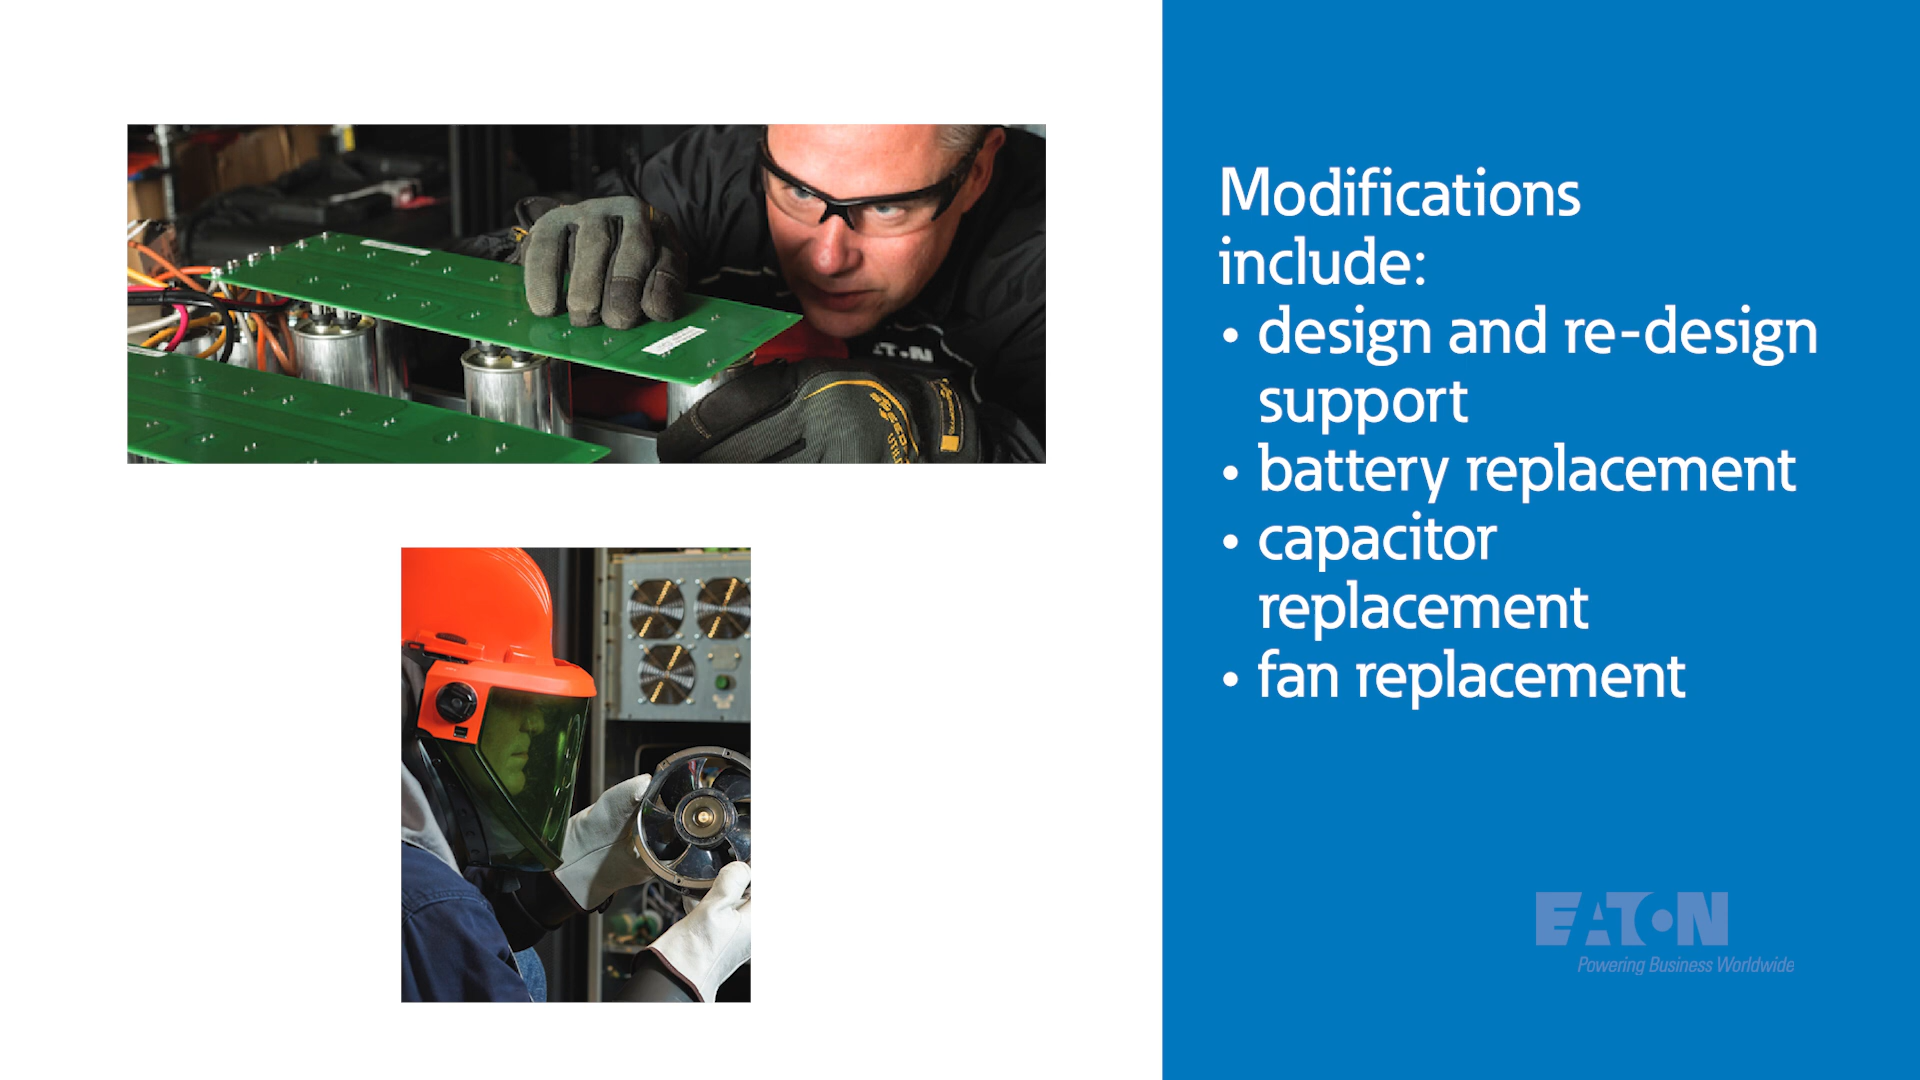 Modifications
include:
• design and re-design
support
• battery replacement
• capacitor
replacement
• fan replacement
EATON
Powering Business Worldwide